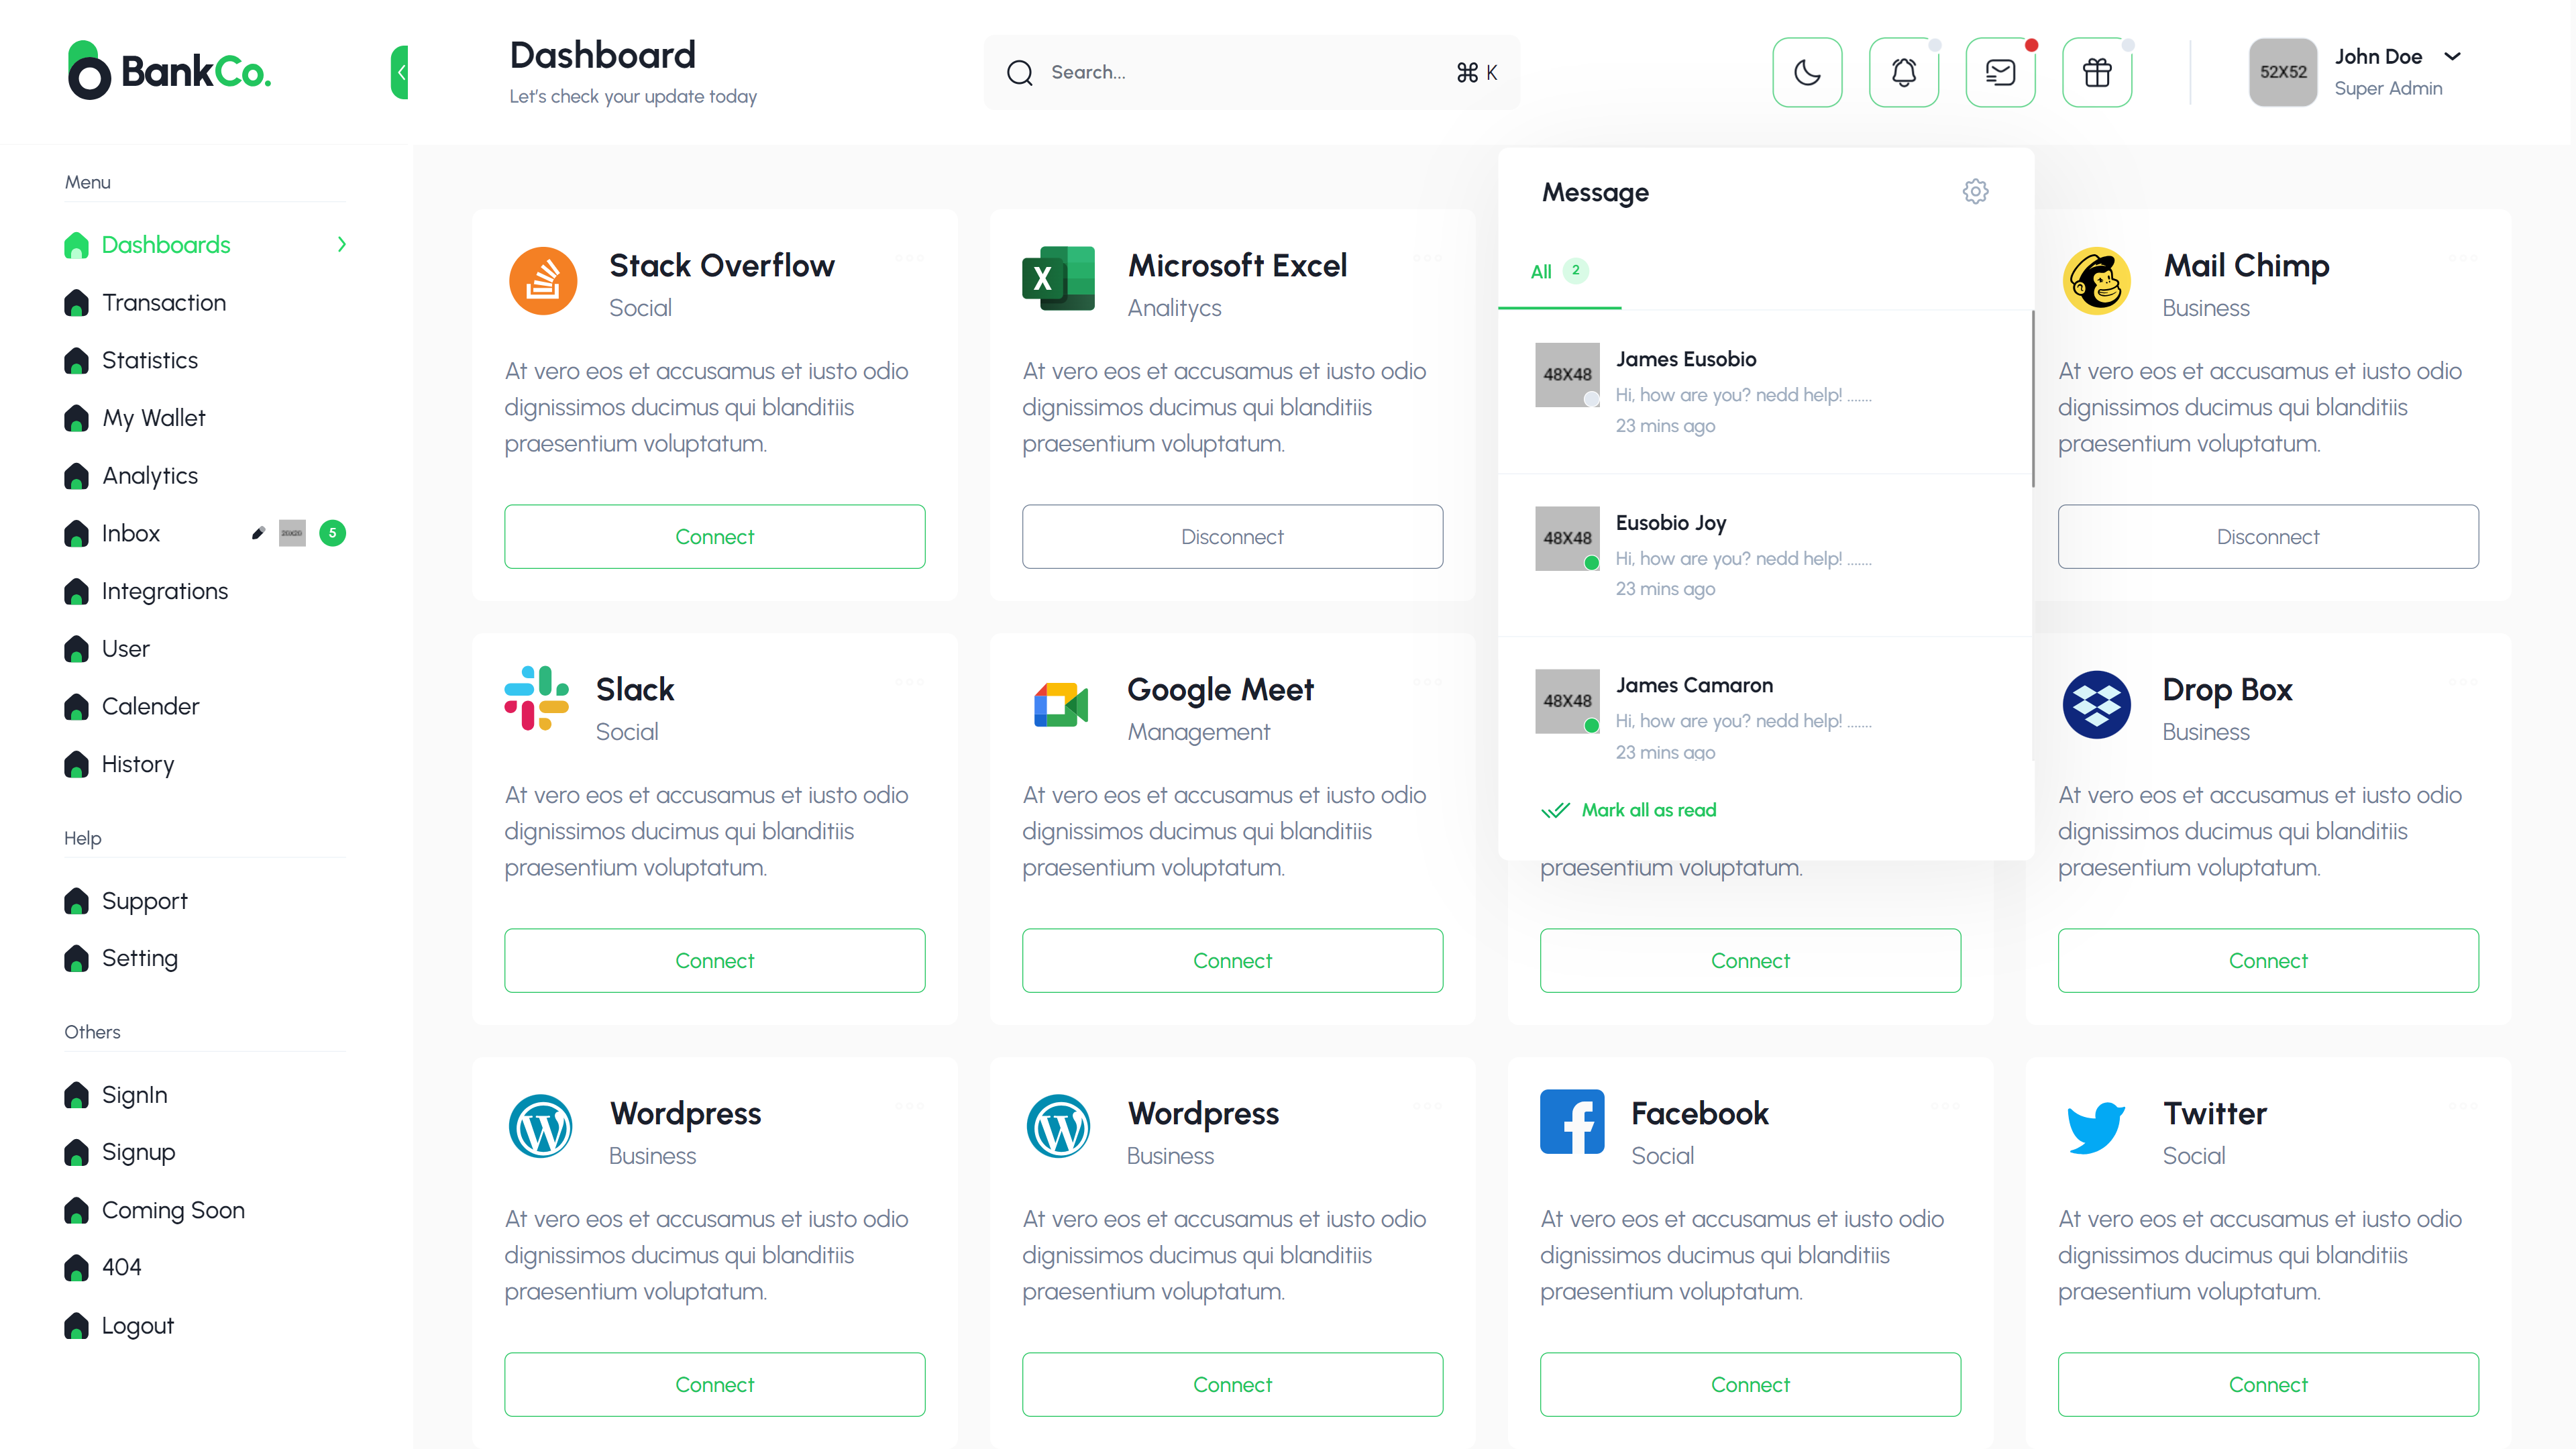 BankCo.
Dashboard
Let's check your update today
Search...
⌘ K
52X52
John Doe
Super Admin
Menu
Dashboards
Transaction
Statistics
My Wallet
Analytics
Inbox
5
Integrations
User
Calender
History
Help
Support
Setting
Others
SignIn
Signup
Coming Soon
404
Logout
Stack Overflow
Social
At vero eos et accusamus et iusto odio
dignissimos ducimus qui blanditiis
praesentium voluptatum.
Connect
Microsoft Excel
Analitycs
At vero eos et accusamus et iusto odio
dignissimos ducimus qui blanditiis
praesentium voluptatum.
Disconnect
Message
All 2
48X48
James Eusobio
Hi, how are you? nedd help! .......
23 mins ago
48X48
Eusobio Joy
Hi, how are you? nedd help! .......
23 mins ago
48X48
James Camaron
Hi, how are you? nedd help! .......
23 mins ago
Mark all as read
Mail Chimp
Business
At vero eos et accusamus et iusto odio
dignissimos ducimus qui blanditiis
praesentium voluptatum.
Disconnect
Slack
Social
At vero eos et accusamus et iusto odio
dignissimos ducimus qui blanditiis
praesentium voluptatum.
Connect
Google Meet
Management
At vero eos et accusamus et iusto odio
dignissimos ducimus qui blanditiis
praesentium voluptatum.
Connect
praesentium voluptatum.
Connect
Drop Box
Business
At vero eos et accusamus et iusto odio
dignissimos ducimus qui blanditiis
praesentium voluptatum.
Connect
Wordpress
Business
At vero eos et accusamus et iusto odio
dignissimos ducimus qui blanditiis
praesentium voluptatum.
Connect
Wordpress
Business
At vero eos et accusamus et iusto odio
dignissimos ducimus qui blanditiis
praesentium voluptatum.
Connect
Facebook
Social
At vero eos et accusamus et iusto odio
dignissimos ducimus qui blanditiis
praesentium voluptatum.
Connect
Twitter
Social
At vero eos et accusamus et iusto odio
dignissimos ducimus qui blanditiis
praesentium voluptatum.
Connect